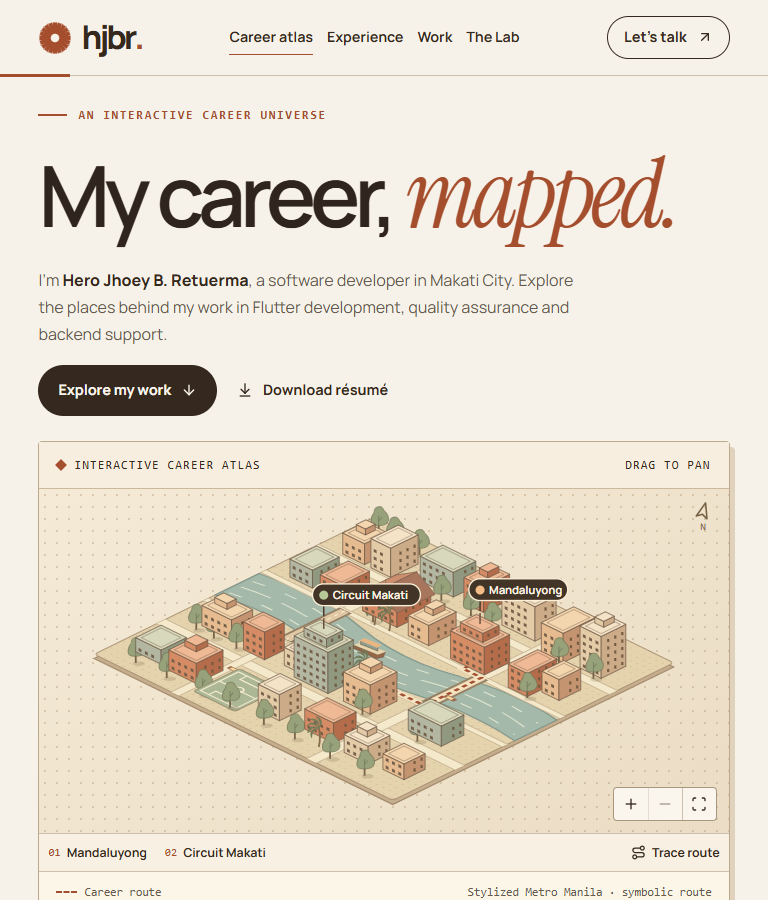 hjbr.
Career atlas
Experience
Work
The Lab
Let's talk
AN INTERACTIVE CAREER UNIVERSE
My career, mapped.
I'm Hero Jhoey B. Retuerma, a software developer in Makati City. Explore
the places behind my work in Flutter development, quality assurance and
backend support.
Explore my work
Download résumé
INTERACTIVE CAREER ATLAS
DRAG TO PAN
N
Circuit Makati
Mandaluyong
01 Mandaluyong
02 Circuit Makati
Trace route
Career route
Stylized Metro Manila · symbolic route